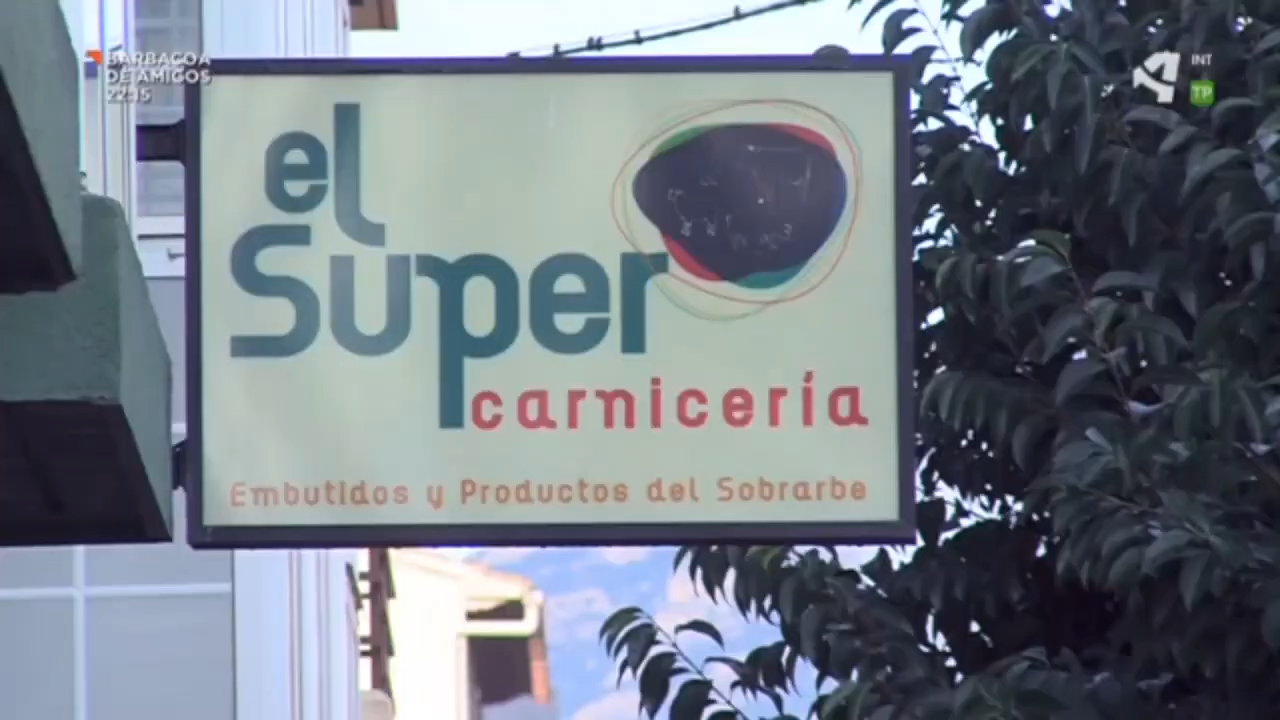 BARBACOA
DE AMIGOS
22:15
INT
TP
el
Super
carnicería
Embutidos y Productos del Sobrarbe